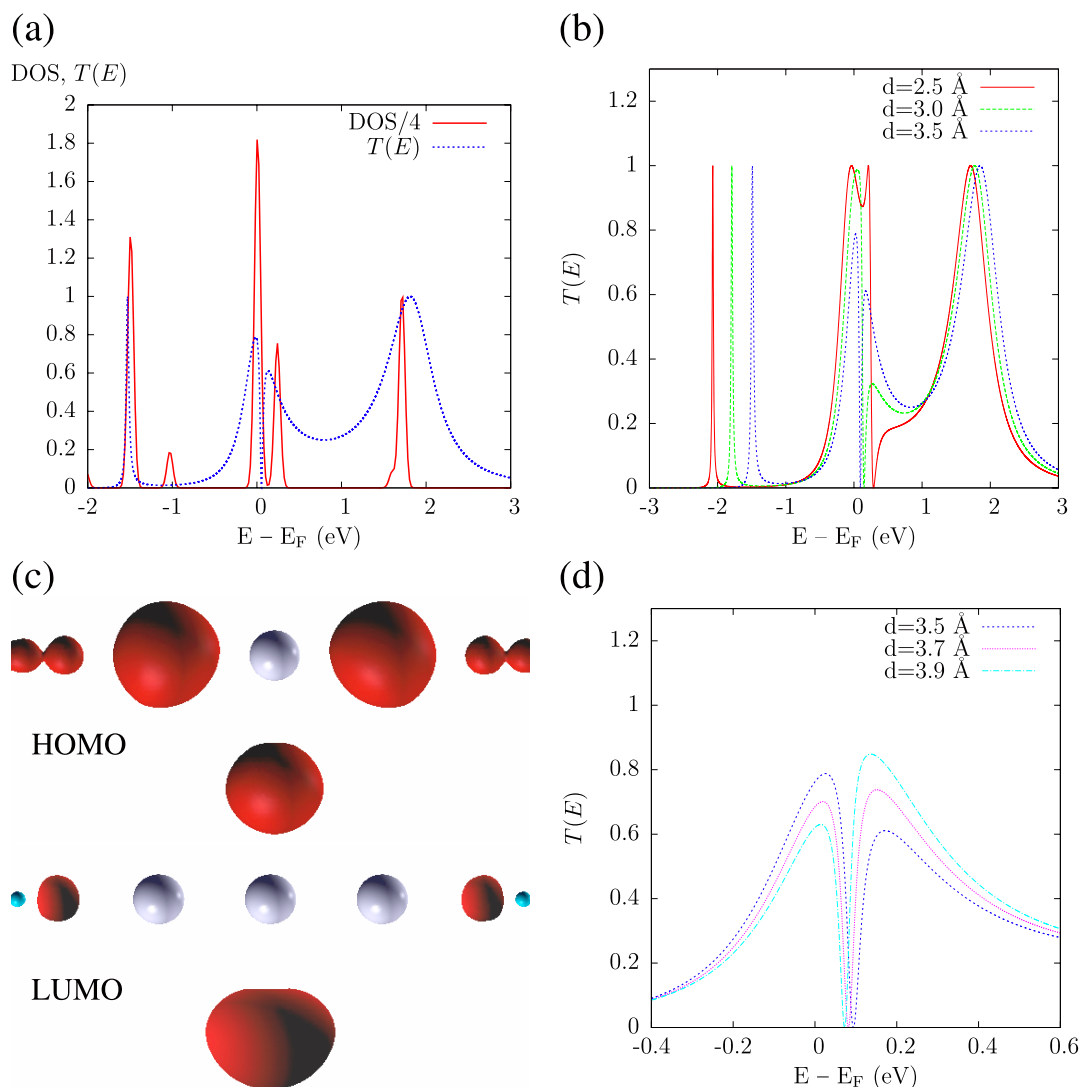 (a)
DOS, T(E)
2
1.8
1.6
1.4
1.2
1
0.8
0.6
0.4
0.2
0
-2
-1
0
1
2
3
DOS/4
T(E)
E − E_F (eV)
(b)
T(E)
1.2
1
0.8
0.6
0.4
0.2
0
-3
-2
-1
0
1
2
3
d=2.5 Å
d=3.0 Å
d=3.5 Å
E − E_F (eV)
(c)
HOMO
LUMO
(d)
T(E)
1.2
1
0.8
0.6
0.4
0.2
0
-0.4
-0.2
0
0.2
0.4
0.6
d=3.5 Å
d=3.7 Å
d=3.9 Å
E − E_F (eV)